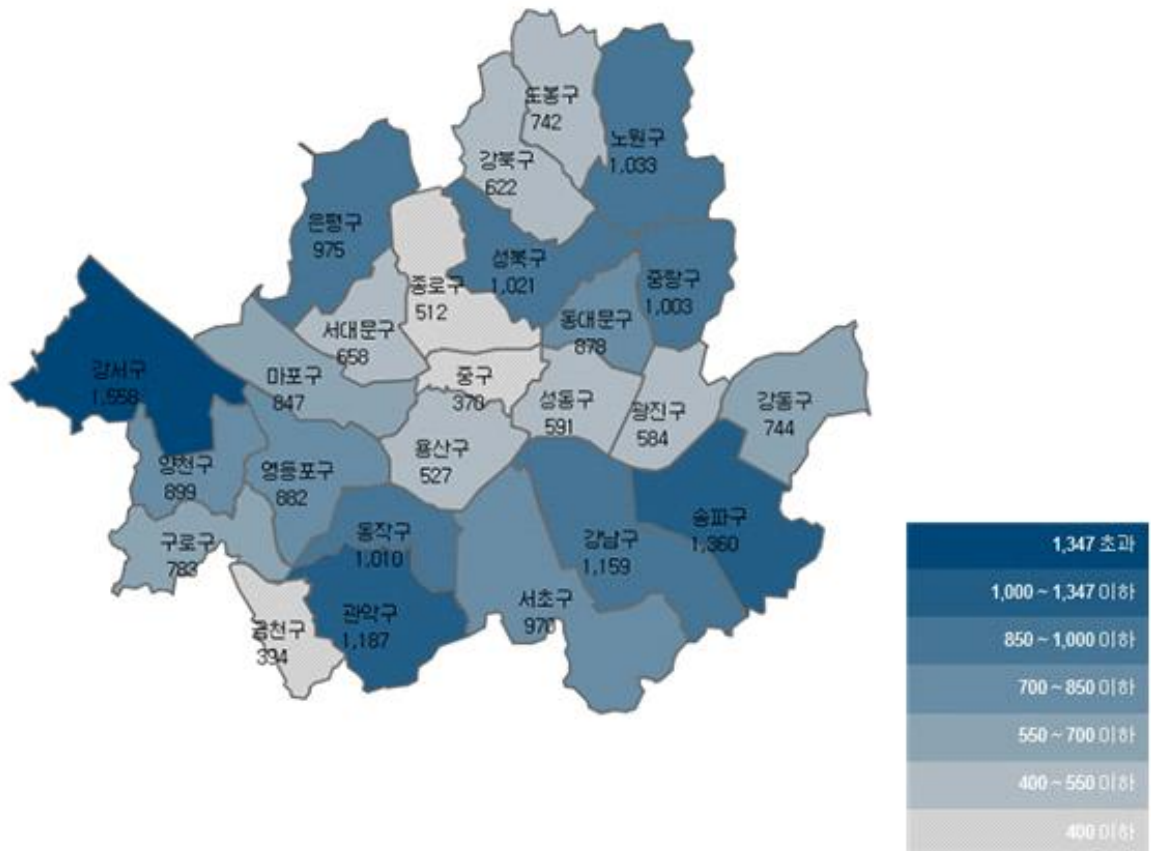 도봉구
742
노원구
1,033
강북구
622
은평구
975
성북구
1,021
중랑구
1,003
종로구
512
동대문구
878
서대문구
658
강서구
1,558
마포구
847
중구
370
성동구
591
광진구
584
강동구
744
용산구
527
양천구
899
영등포구
882
송파구
1,360
동작구
1,010
강남구
1,159
구로구
783
서초구
970
관악구
1,187
금천구
334
1,347 초과
1,000 ~ 1,347 이하
850 ~ 1,000 이하
700 ~ 850 이하
550 ~ 700 이하
400 ~ 550 이하
400 이하